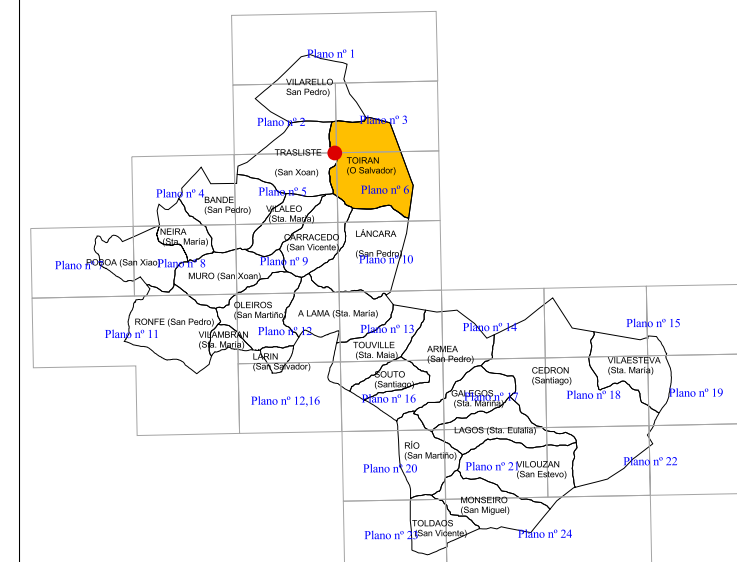 Plano nº 1
VILARELLO
San Pedro)
Plano nº 2
Plano nº 3
TRASLISTE
(San Xoan)
TOIRAN
(O Salvador)
Plano nº 4
Plano nº 5
Plano nº 6
BANDE
(San Pedro)
VILALEO
(Sta. María)
NEIRA
(Sta. María)
CARRACEDO
(San Vicente)
LÁNCARA
(San Pedro)
POBOA (San Xiao)
Plano nº 8
Plano nº 9
Plano nº 10
MURO (San Xoan)
OLEIROS
(San Martiño)
A LAMA (Sta. María)
RONFE (San Pedro)
Plano nº 11
VILAMBRAN
(Sta. María)
Plano nº 12
Plano nº 13
Plano nº 14
Plano nº 15
LARIN
(San Salvador)
TOUVILLE
(Sta. Maia)
ARMEA
(San Pedro)
CEDRON
(Santiago)
VILAESTEVA
(Sta. María)
SOUTO
(Santiago)
GALEGOS
(Sta. Mariña)
Plano nº 12,16
Plano nº 16
Plano nº 17
Plano nº 18
Plano nº 19
LAGOS (Sta. Eulalia)
RÍO
(San Martiño)
Plano nº 20
Plano nº 21
VILOUZAN
(San Estevo)
Plano nº 22
MONSEIRO
(San Miguel)
TOLDAOS
(San Vicente)
Plano nº 23
Plano nº 24